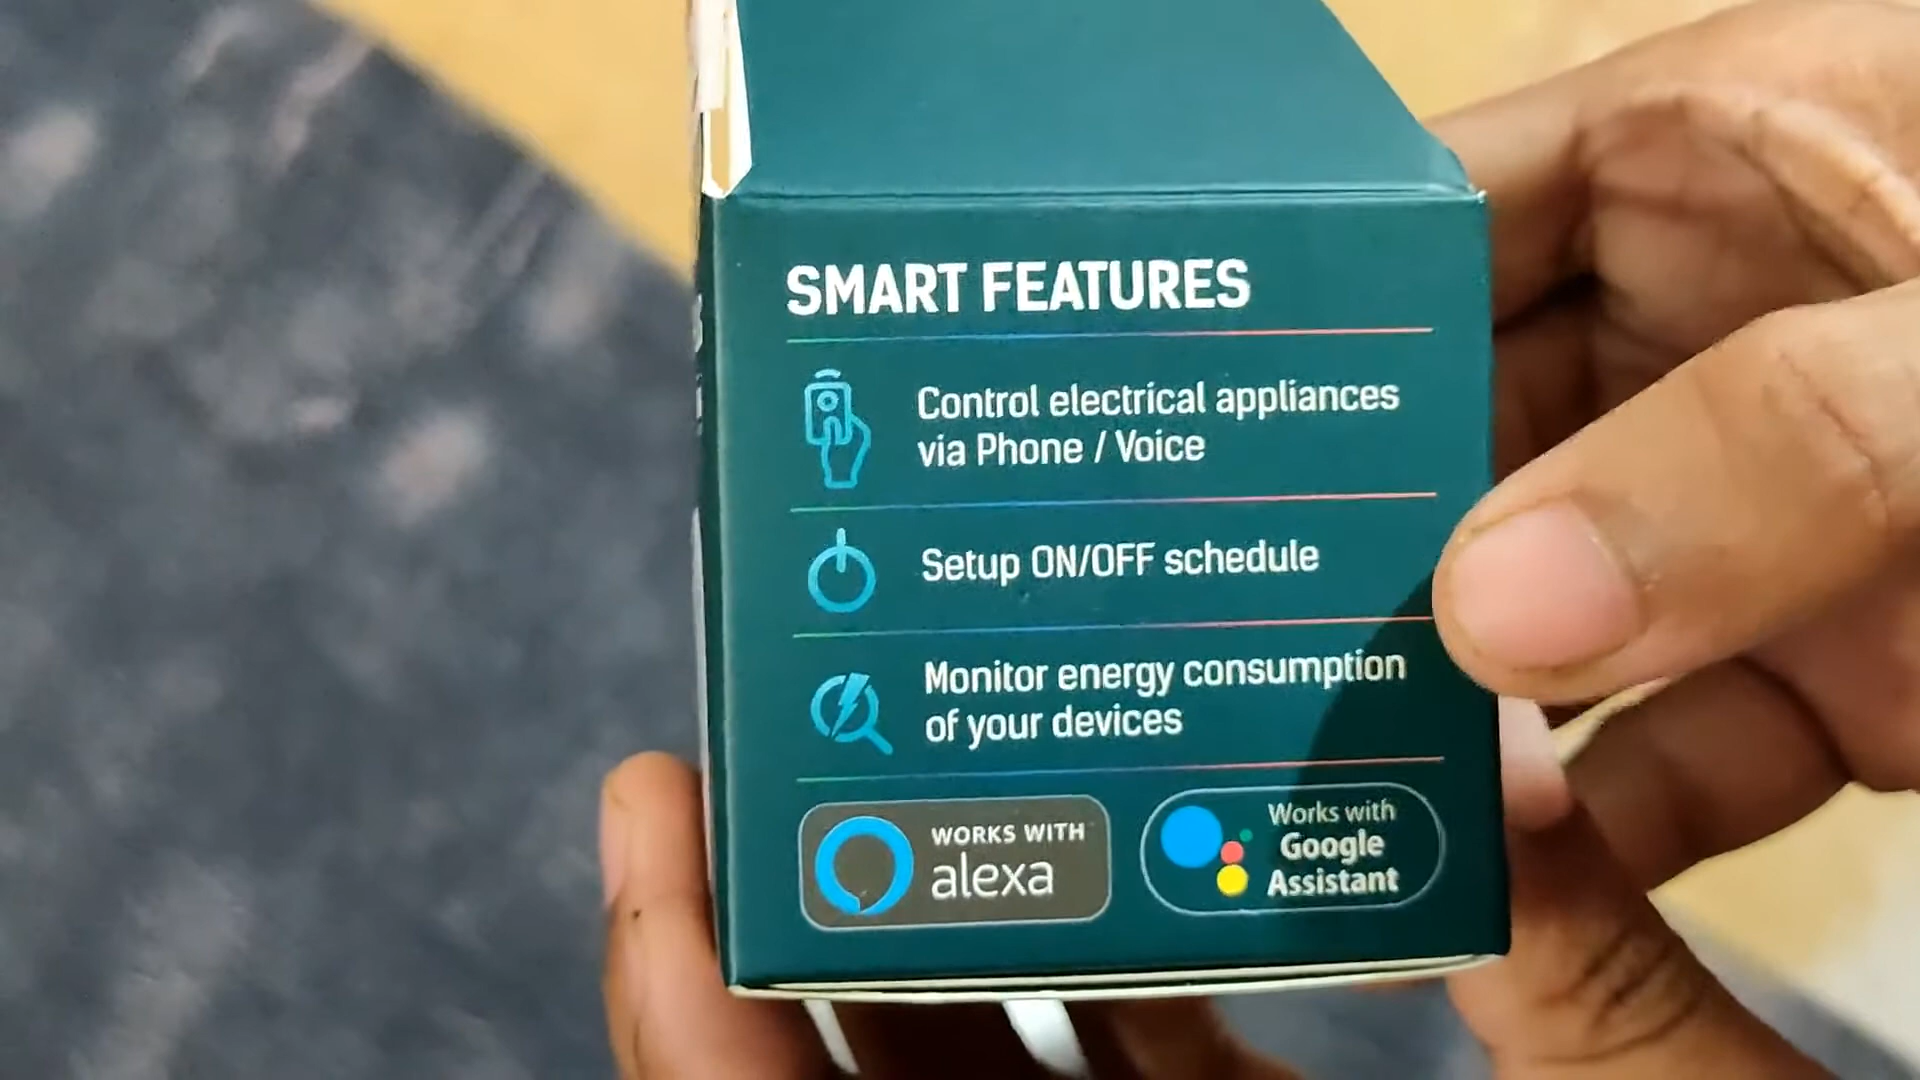 SMART FEATURES
Control electrical appliances
via Phone / Voice
Setup ON/OFF schedule
Monitor energy consumption
of your devices
WORKS WITH
alexa
Works with
Google
Assistant